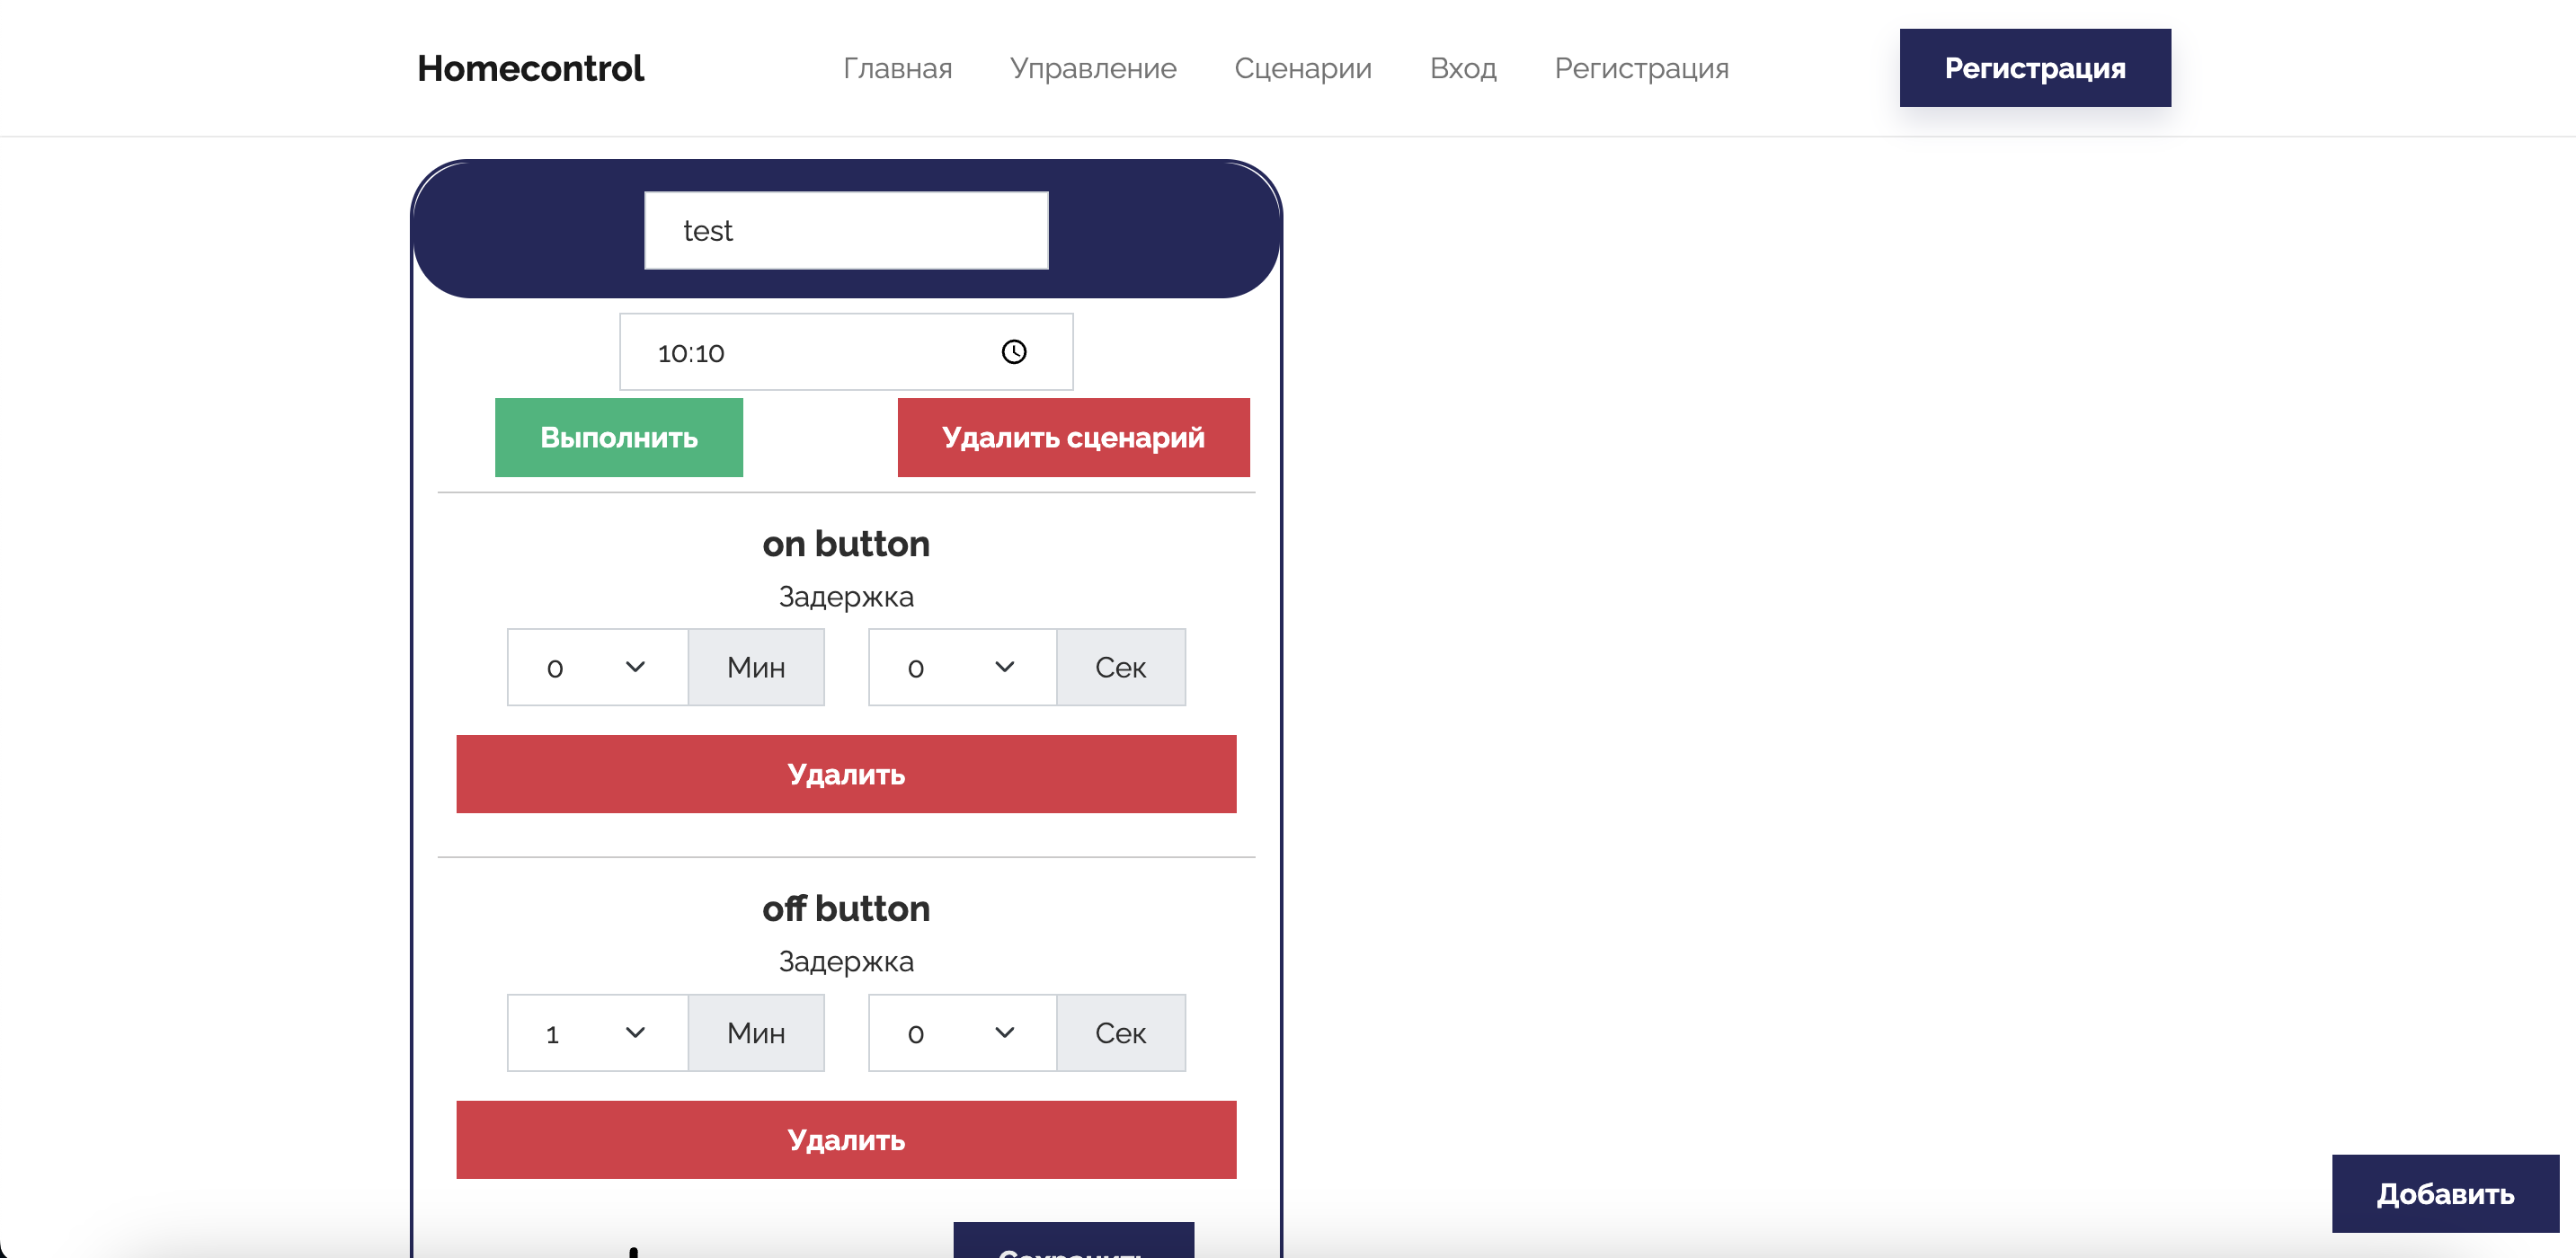 Homecontrol
Главная Управление Сценарии Вход Регистрация
Регистрация
test
10:10
Выполнить Удалить сценарий
on button
Задержка
0 Мин 0 Сек
Удалить
off button
Задержка
1 Мин 0 Сек
Удалить
Добавить